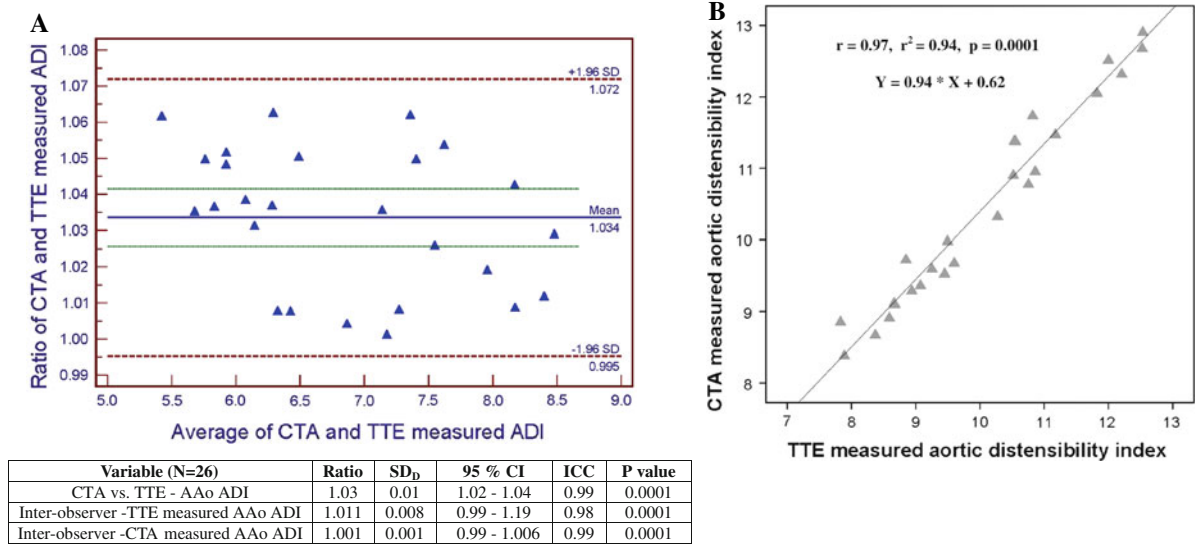 A
Ratio of CTA and TTE measured ADI
1.08
1.07
1.06
1.05
1.04
1.03
1.02
1.01
1.00
0.99
+1.96 SD
1.072
Mean
1.034
-1.96 SD
0.995
5.0 5.5 6.0 6.5 7.0 7.5 8.0 8.5 9.0
Average of CTA and TTE measured ADI
B
CTA measured aortic distensibility index
13
12
11
10
9
8
r = 0.97, r² = 0.94, p = 0.0001
Y = 0.94 * X + 0.62
7 8 9 10 11 12 13
TTE measured aortic distensibility index
Variable (N=26) Ratio SD_D 95 % CI ICC P value
CTA vs. TTE - AAo ADI 1.03 0.01 1.02 - 1.04 0.99 0.0001
Inter-observer -TTE measured AAo ADI 1.011 0.008 0.99 - 1.19 0.98 0.0001
Inter-observer -CTA measured AAo ADI 1.001 0.001 0.99 - 1.006 0.99 0.0001